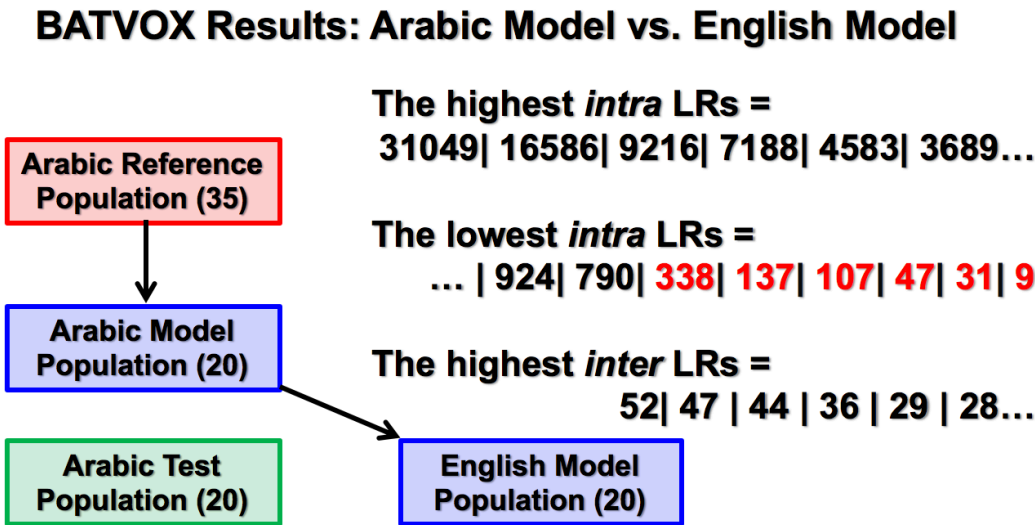 BATVOX Results: Arabic Model vs. English Model
The highest intra LRs =
31049| 16586| 9216| 7188| 4583| 3689…
Arabic Reference
Population (35)
The lowest intra LRs =
… | 924| 790| 338| 137| 107| 47| 31| 9
Arabic Model
Population (20)
The highest inter LRs =
52| 47 | 44 | 36 | 29 | 28…
Arabic Test
Population (20)
English Model
Population (20)